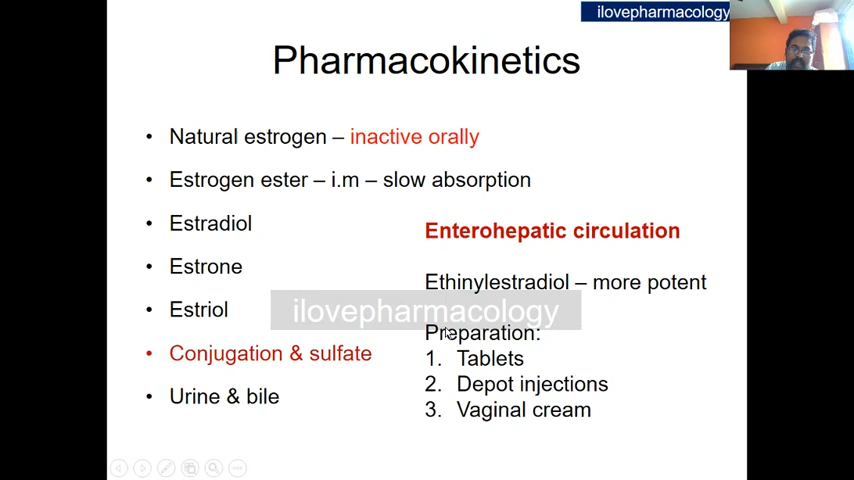 ilovepharmacology
Pharmacokinetics
• Natural estrogen – inactive orally
• Estrogen ester – i.m – slow absorption
• Estradiol
• Estrone
• Estriol
• Conjugation & sulfate
• Urine & bile
Enterohepatic circulation
Ethinylestradiol – more potent
ilovepharmacology
Preparation:
1. Tablets
2. Depot injections
3. Vaginal cream